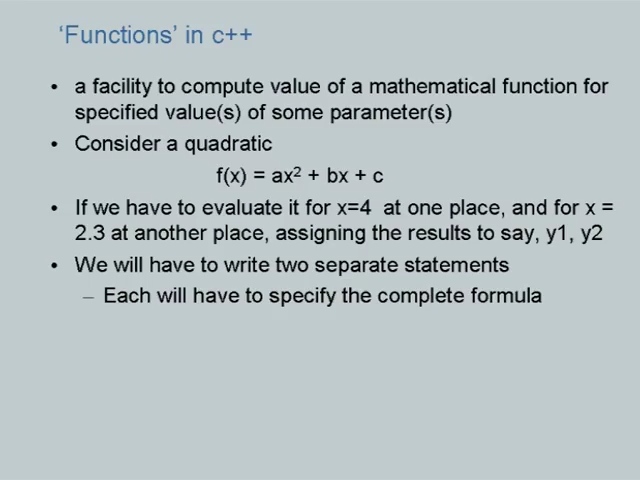 ‘Functions’ in c++
• a facility to compute value of a mathematical function for
specified value(s) of some parameter(s)
• Consider a quadratic
f(x) = ax² + bx + c
• If we have to evaluate it for x=4 at one place, and for x =
2.3 at another place, assigning the results to say, y1, y2
• We will have to write two separate statements
– Each will have to specify the complete formula